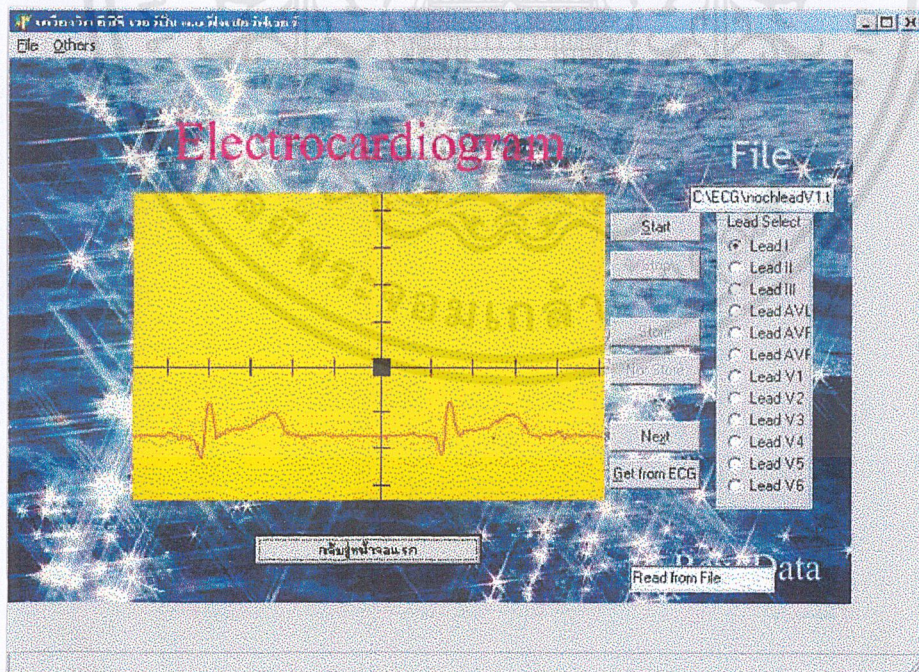 File Others
Electrocardiogram
File
C:\ECG\nochleadV1.t
Start
Lead Select
Lead I
Lead II
Lead III
Lead AVL
Lead AVF
Lead AVF
Lead V1
Lead V2
Lead V3
Lead V4
Lead V5
Lead V6
Next
Get from ECG
กลับสู่หน้าจอแรก
Read from File